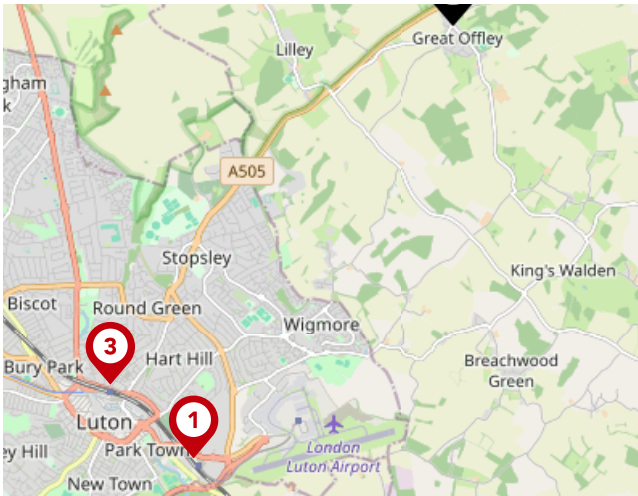 Great Offley
Lilley
gham
k
A505
Stopsley
King's Walden
Biscot
Round Green
Wigmore
3
Bury Park
Hart Hill
Breachwood
Green
1
Luton
ey Hill
Park Town
London
Luton Airport
New Town